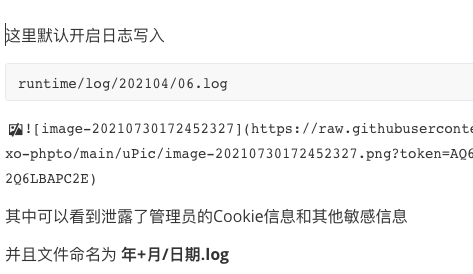 这里默认开启日志写入
runtime/log/202104/06.log
![image-20210730172452327](https://raw.githubuserconte
xo-phpto/main/uPic/image-20210730172452327.png?token=AQ6
2Q6LBAPC2E)
其中可以看到泄露了管理员的Cookie信息和其他敏感信息
并且文件命名为 年+月/日期.log